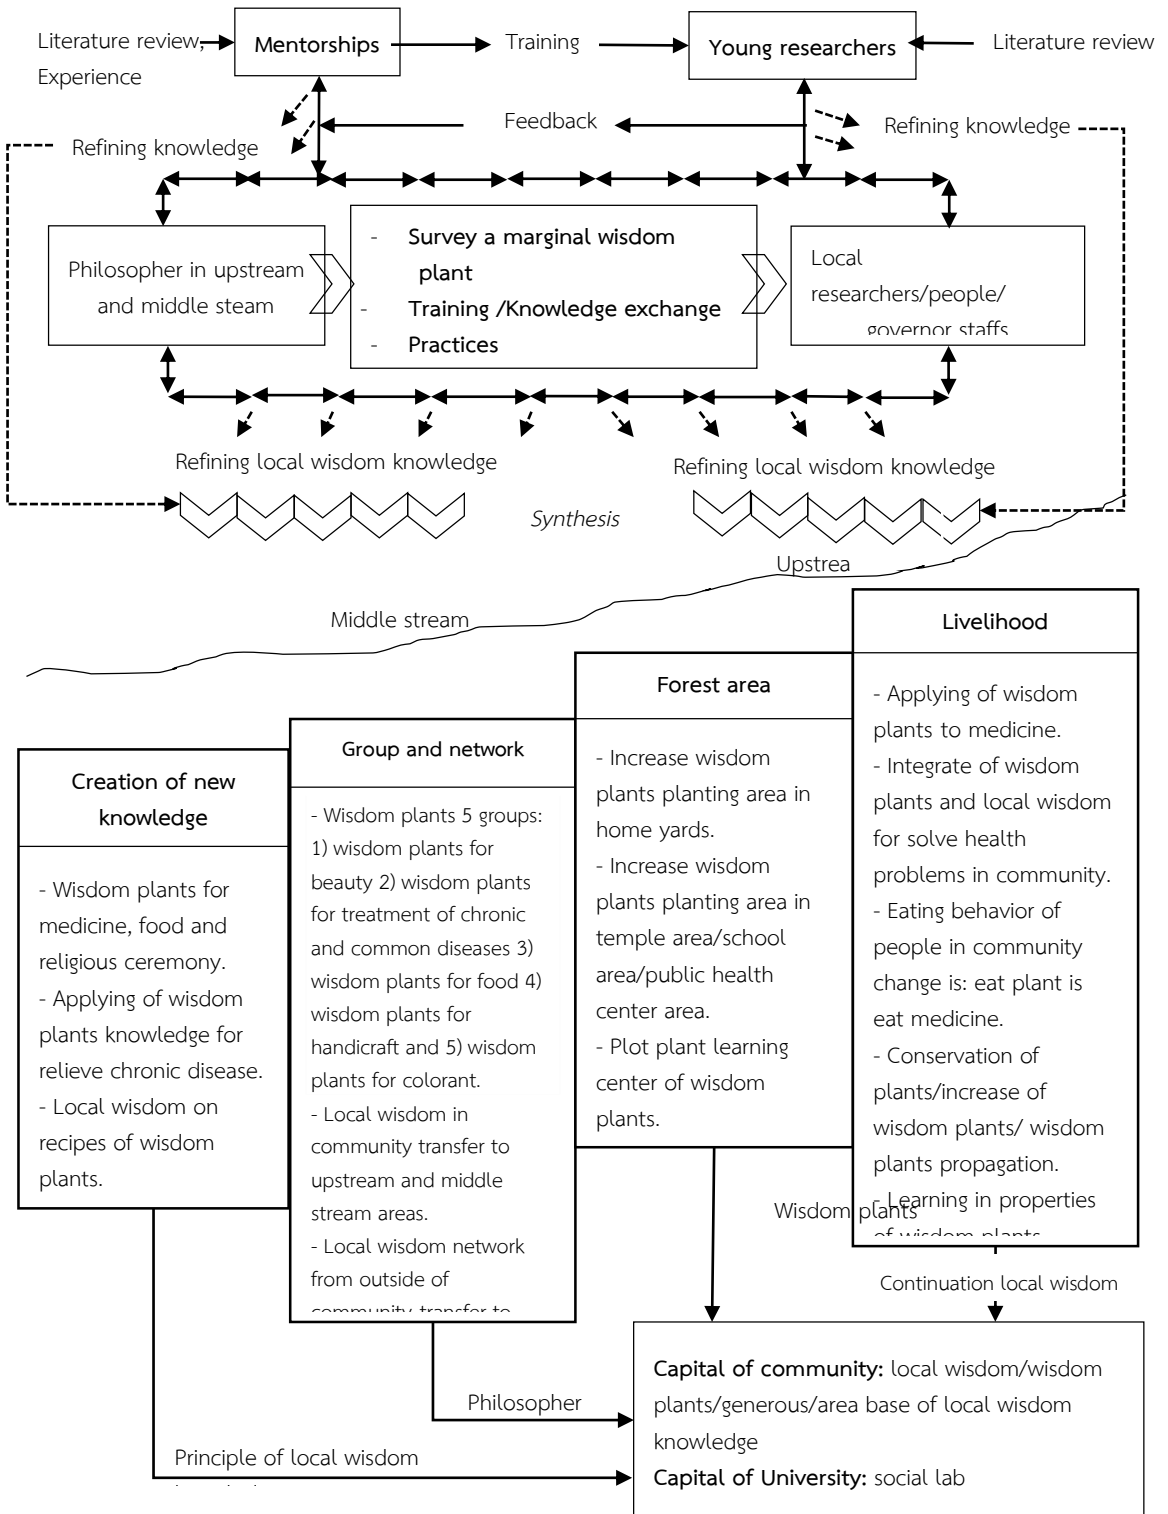 Literature review,
Experience
Mentorships
Training
Young researchers
Literature review
Feedback
Refining knowledge
Refining knowledge
Philosopher in upstream
and middle steam
- Survey a marginal wisdom
plant
- Training /Knowledge exchange
- Practices
Local
researchers/people/
governor staffs
Refining local wisdom knowledge
Refining local wisdom knowledge
Synthesis
Upstrea
Middle stream
Creation of new
knowledge
- Wisdom plants for
medicine, food and
religious ceremony.
- Applying of wisdom
plants knowledge for
relieve chronic disease.
- Local wisdom on
recipes of wisdom
plants.
Group and network
- Wisdom plants 5 groups:
1) wisdom plants for
beauty 2) wisdom plants
for treatment of chronic
and common diseases 3)
wisdom plants for food 4)
wisdom plants for
handicraft and 5) wisdom
plants for colorant.
- Local wisdom in
community transfer to
upstream and middle
stream areas.
- Local wisdom network
from outside of
community transfer to
Forest area
- Increase wisdom
plants planting area in
home yards.
- Increase wisdom
plants planting area in
temple area/school
area/public health
center area.
- Plot plant learning
center of wisdom
plants.
Livelihood
- Applying of wisdom
plants to medicine.
- Integrate of wisdom
plants and local wisdom
for solve health
problems in community.
- Eating behavior of
people in community
change is: eat plant is
eat medicine.
- Conservation of
plants/increase of
wisdom plants/ wisdom
plants propagation.
- Learning in properties
of wisdom plants
Wisdom plants
Continuation local wisdom
Philosopher
Principle of local wisdom
Capital of community: local wisdom/wisdom
plants/generous/area base of local wisdom
knowledge
Capital of University: social lab